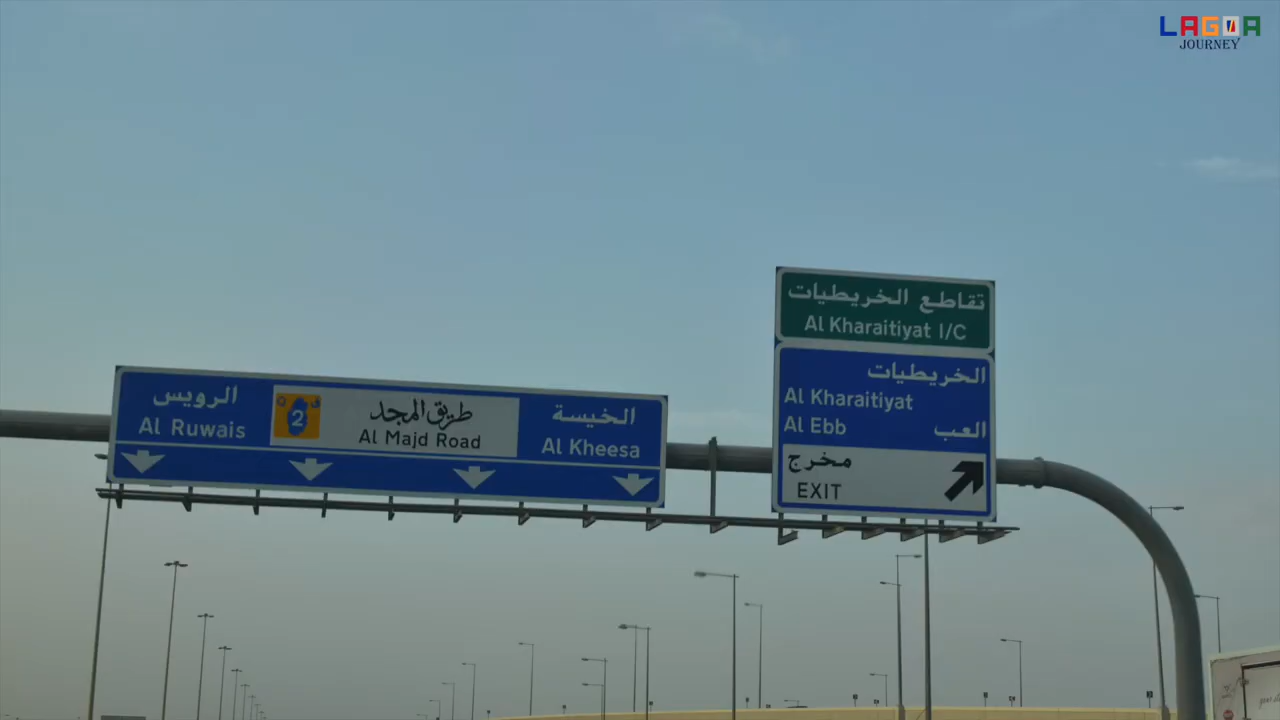 LAGOA
JOURNEY
تقاطع الخريطيات
Al Kharaitiyat I/C
الخريطيات
Al Kharaitiyat
Al Ebb العب
مخرج
EXIT
الرويس
Al Ruwais
Q 2 ق
طريق المجد
Al Majd Road
الخيسة
Al Kheesa